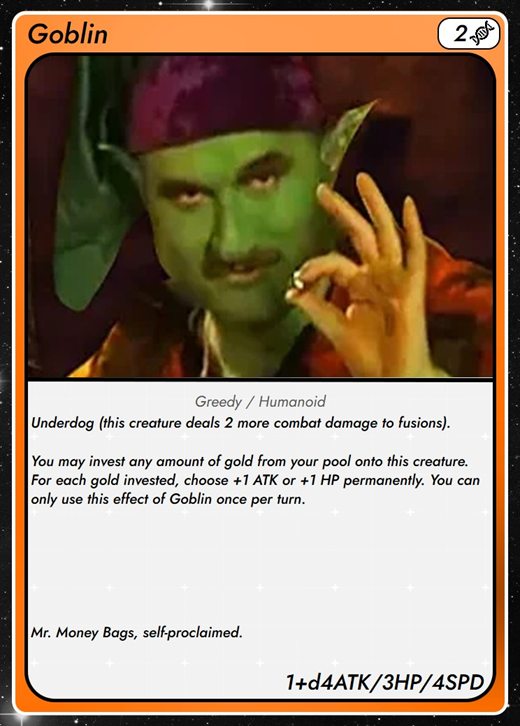 Goblin
2
Greedy / Humanoid
Underdog (this creature deals 2 more combat damage to fusions).
You may invest any amount of gold from your pool onto this creature.
For each gold invested, choose +1 ATK or +1 HP permanently. You can
only use this effect of Goblin once per turn.
Mr. Money Bags, self-proclaimed.
1+d4ATK/3HP/4SPD